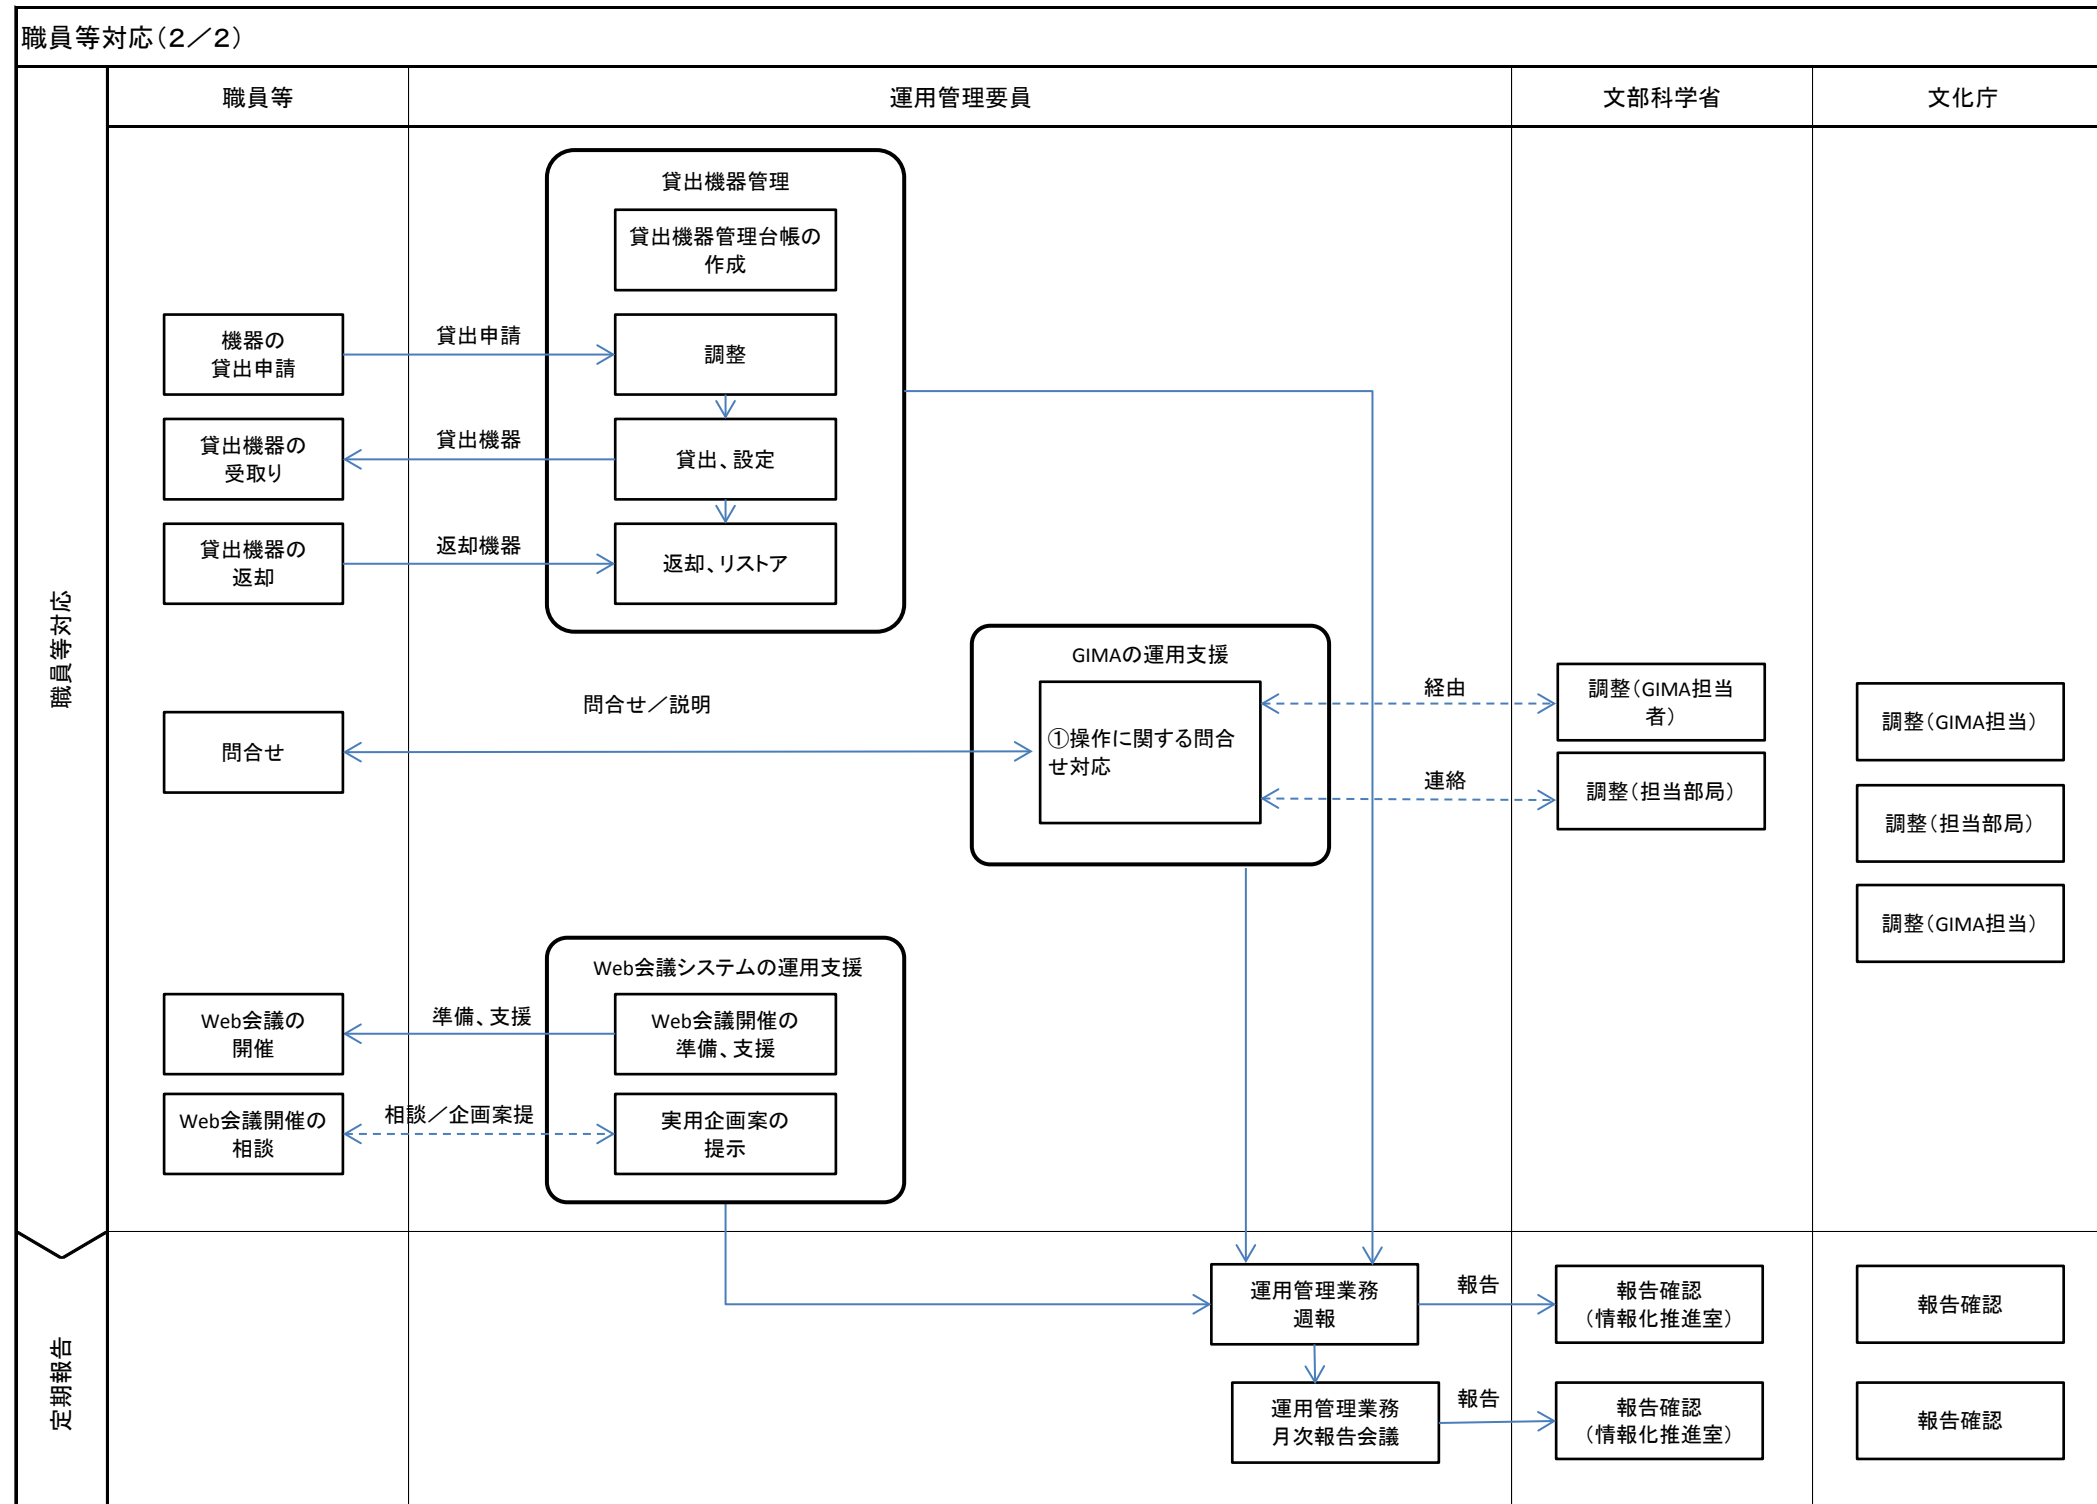 職員等対応（２／２）
職員等
運用管理要員
文部科学省
文化庁
職員等対応
貸出機器管理
貸出機器管理台帳の
作成
機器の
貸出申請
貸出申請
調整
貸出機器の
受取り
貸出機器
貸出、設定
貸出機器の
返却
返却機器
返却、リストア
GIMAの運用支援
問合せ
問合せ／説明
①操作に関する問合
せ対応
経由
調整（GIMA担当
者）
調整（GIMA担当）
連絡
調整（担当部局）
調整（担当部局）
調整（GIMA担当）
Web会議システムの運用支援
Web会議の
開催
準備、支援
Web会議開催の
準備、支援
Web会議開催の
相談
相談／企画案提
実用企画案の
提示
定期報告
運用管理業務
週報
報告
報告確認
（情報化推進室）
報告確認
運用管理業務
月次報告会議
報告
報告確認
（情報化推進室）
報告確認